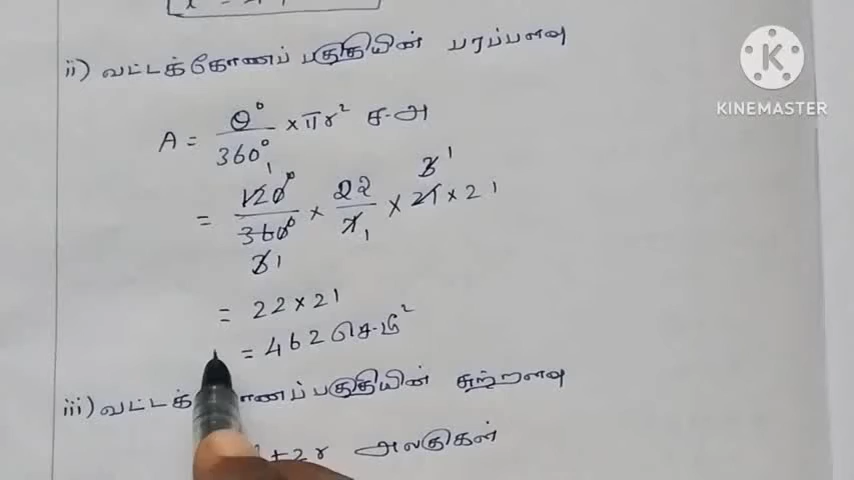 ii) வட்டக்கோணப் பகுதியின் பரப்பளவு
KINEMASTER
A = θ°/360° × πr² ச.அ
= 120°/360° × 22/7 × 21 × 21
= 22 × 21
= 462 செ.மீ²
iii) வட்டக்கோணப் பகுதியின் சுற்றளவு
+ 2r அலகுகள்